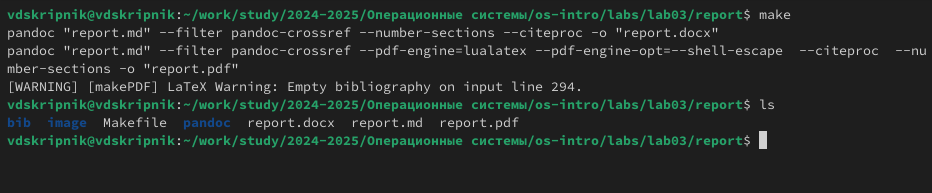 vdskripnik@vdskripnik:~/work/study/2024-2025/Операционные системы/os-intro/labs/lab03/report$ make
pandoc "report.md" --filter pandoc-crossref --number-sections --citeproc -o "report.docx"
pandoc "report.md" --filter pandoc-crossref --pdf-engine=lualatex --pdf-engine-opt=--shell-escape  --citeproc  --nu
mber-sections -o "report.pdf"
[WARNING] [makePDF] LaTeX Warning: Empty bibliography on input line 294.
vdskripnik@vdskripnik:~/work/study/2024-2025/Операционные системы/os-intro/labs/lab03/report$ ls
bib  image  Makefile  pandoc  report.docx  report.md  report.pdf
vdskripnik@vdskripnik:~/work/study/2024-2025/Операционные системы/os-intro/labs/lab03/report$